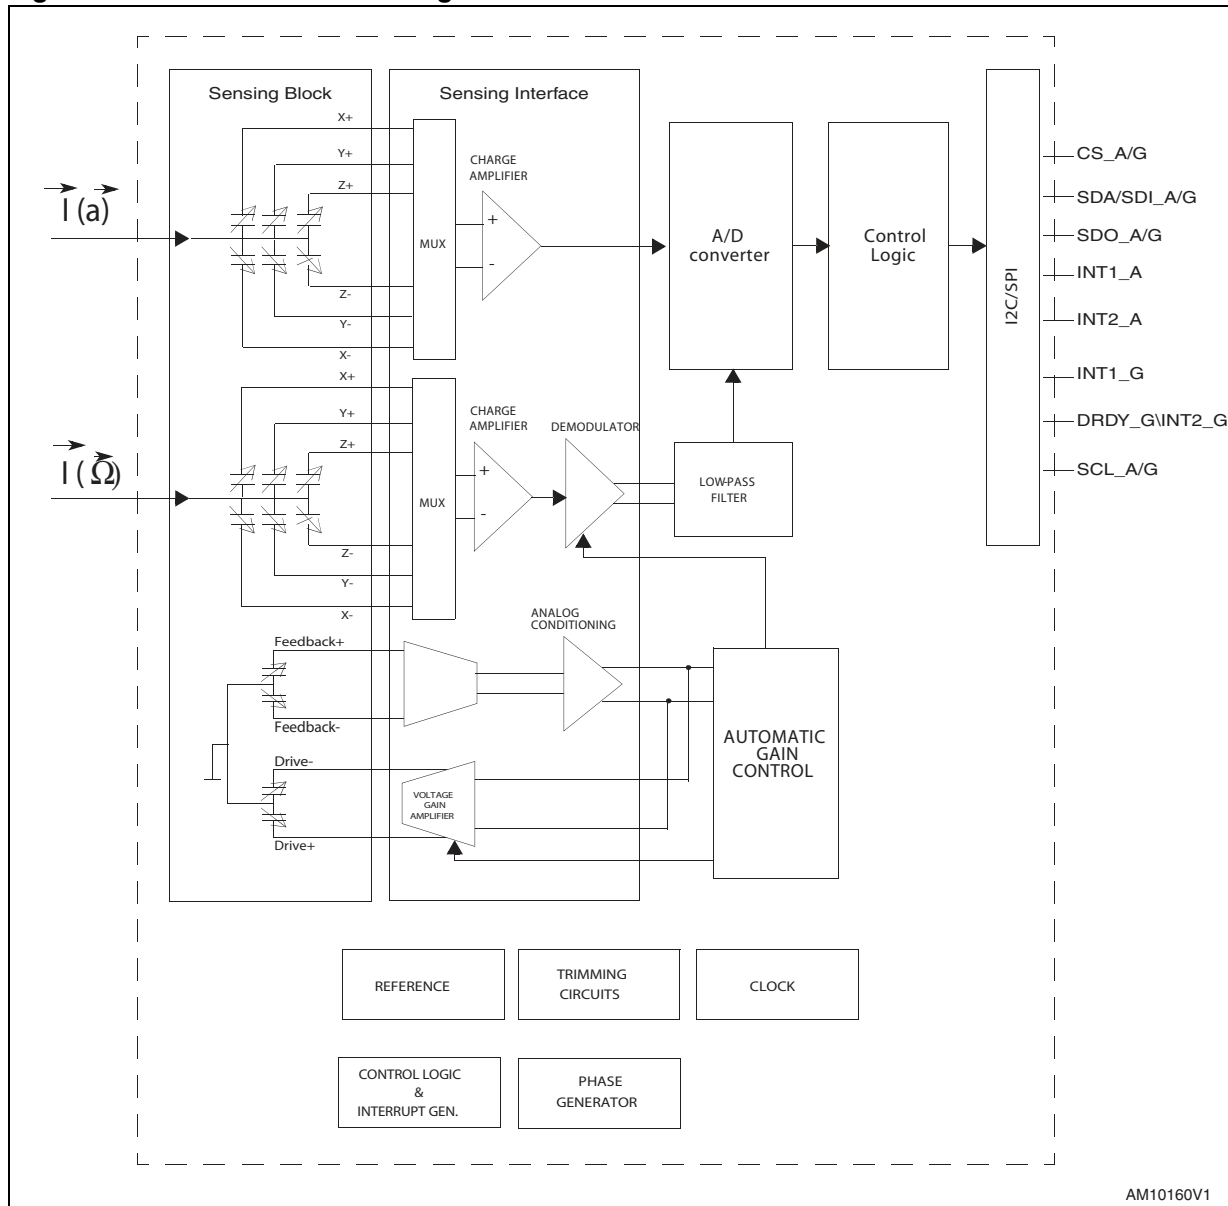 Sensing Block
Sensing Interface
X+
Y+
Z+
I (a)
Z-
Y-
X-
MUX
CHARGE
AMPLIFIER
+
-
A/D
converter
Control
Logic
I2C/SPI
CS_A/G
SDA/SDI_A/G
SDO_A/G
INT1_A
INT2_A
INT1_G
DRDY_G\INT2_G
SCL_A/G
X+
Y+
Z+
I (Ω)
Z-
Y-
X-
MUX
CHARGE
AMPLIFIER
+
-
DEMODULATOR
LOW-PASS
FILTER
Feedback+
Feedback-
ANALOG
CONDITIONING
Drive-
Drive+
VOLTAGE
GAIN
AMPLIFIER
AUTOMATIC
GAIN
CONTROL
REFERENCE
TRIMMING
CIRCUITS
CLOCK
CONTROL LOGIC
&
INTERRUPT GEN.
PHASE
GENERATOR
AM10160V1